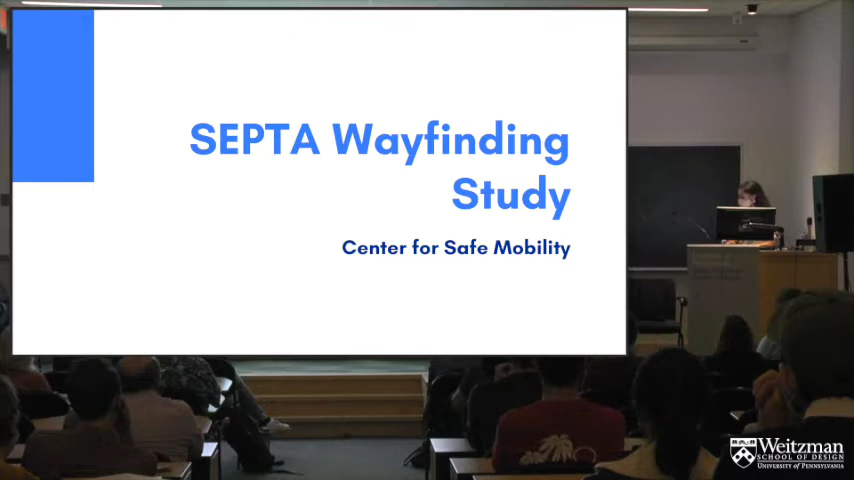 SEPTA Wayfinding
Study
Center for Safe Mobility
Weitzman
SCHOOL OF DESIGN
UNIVERSITY of PENNSYLVANIA